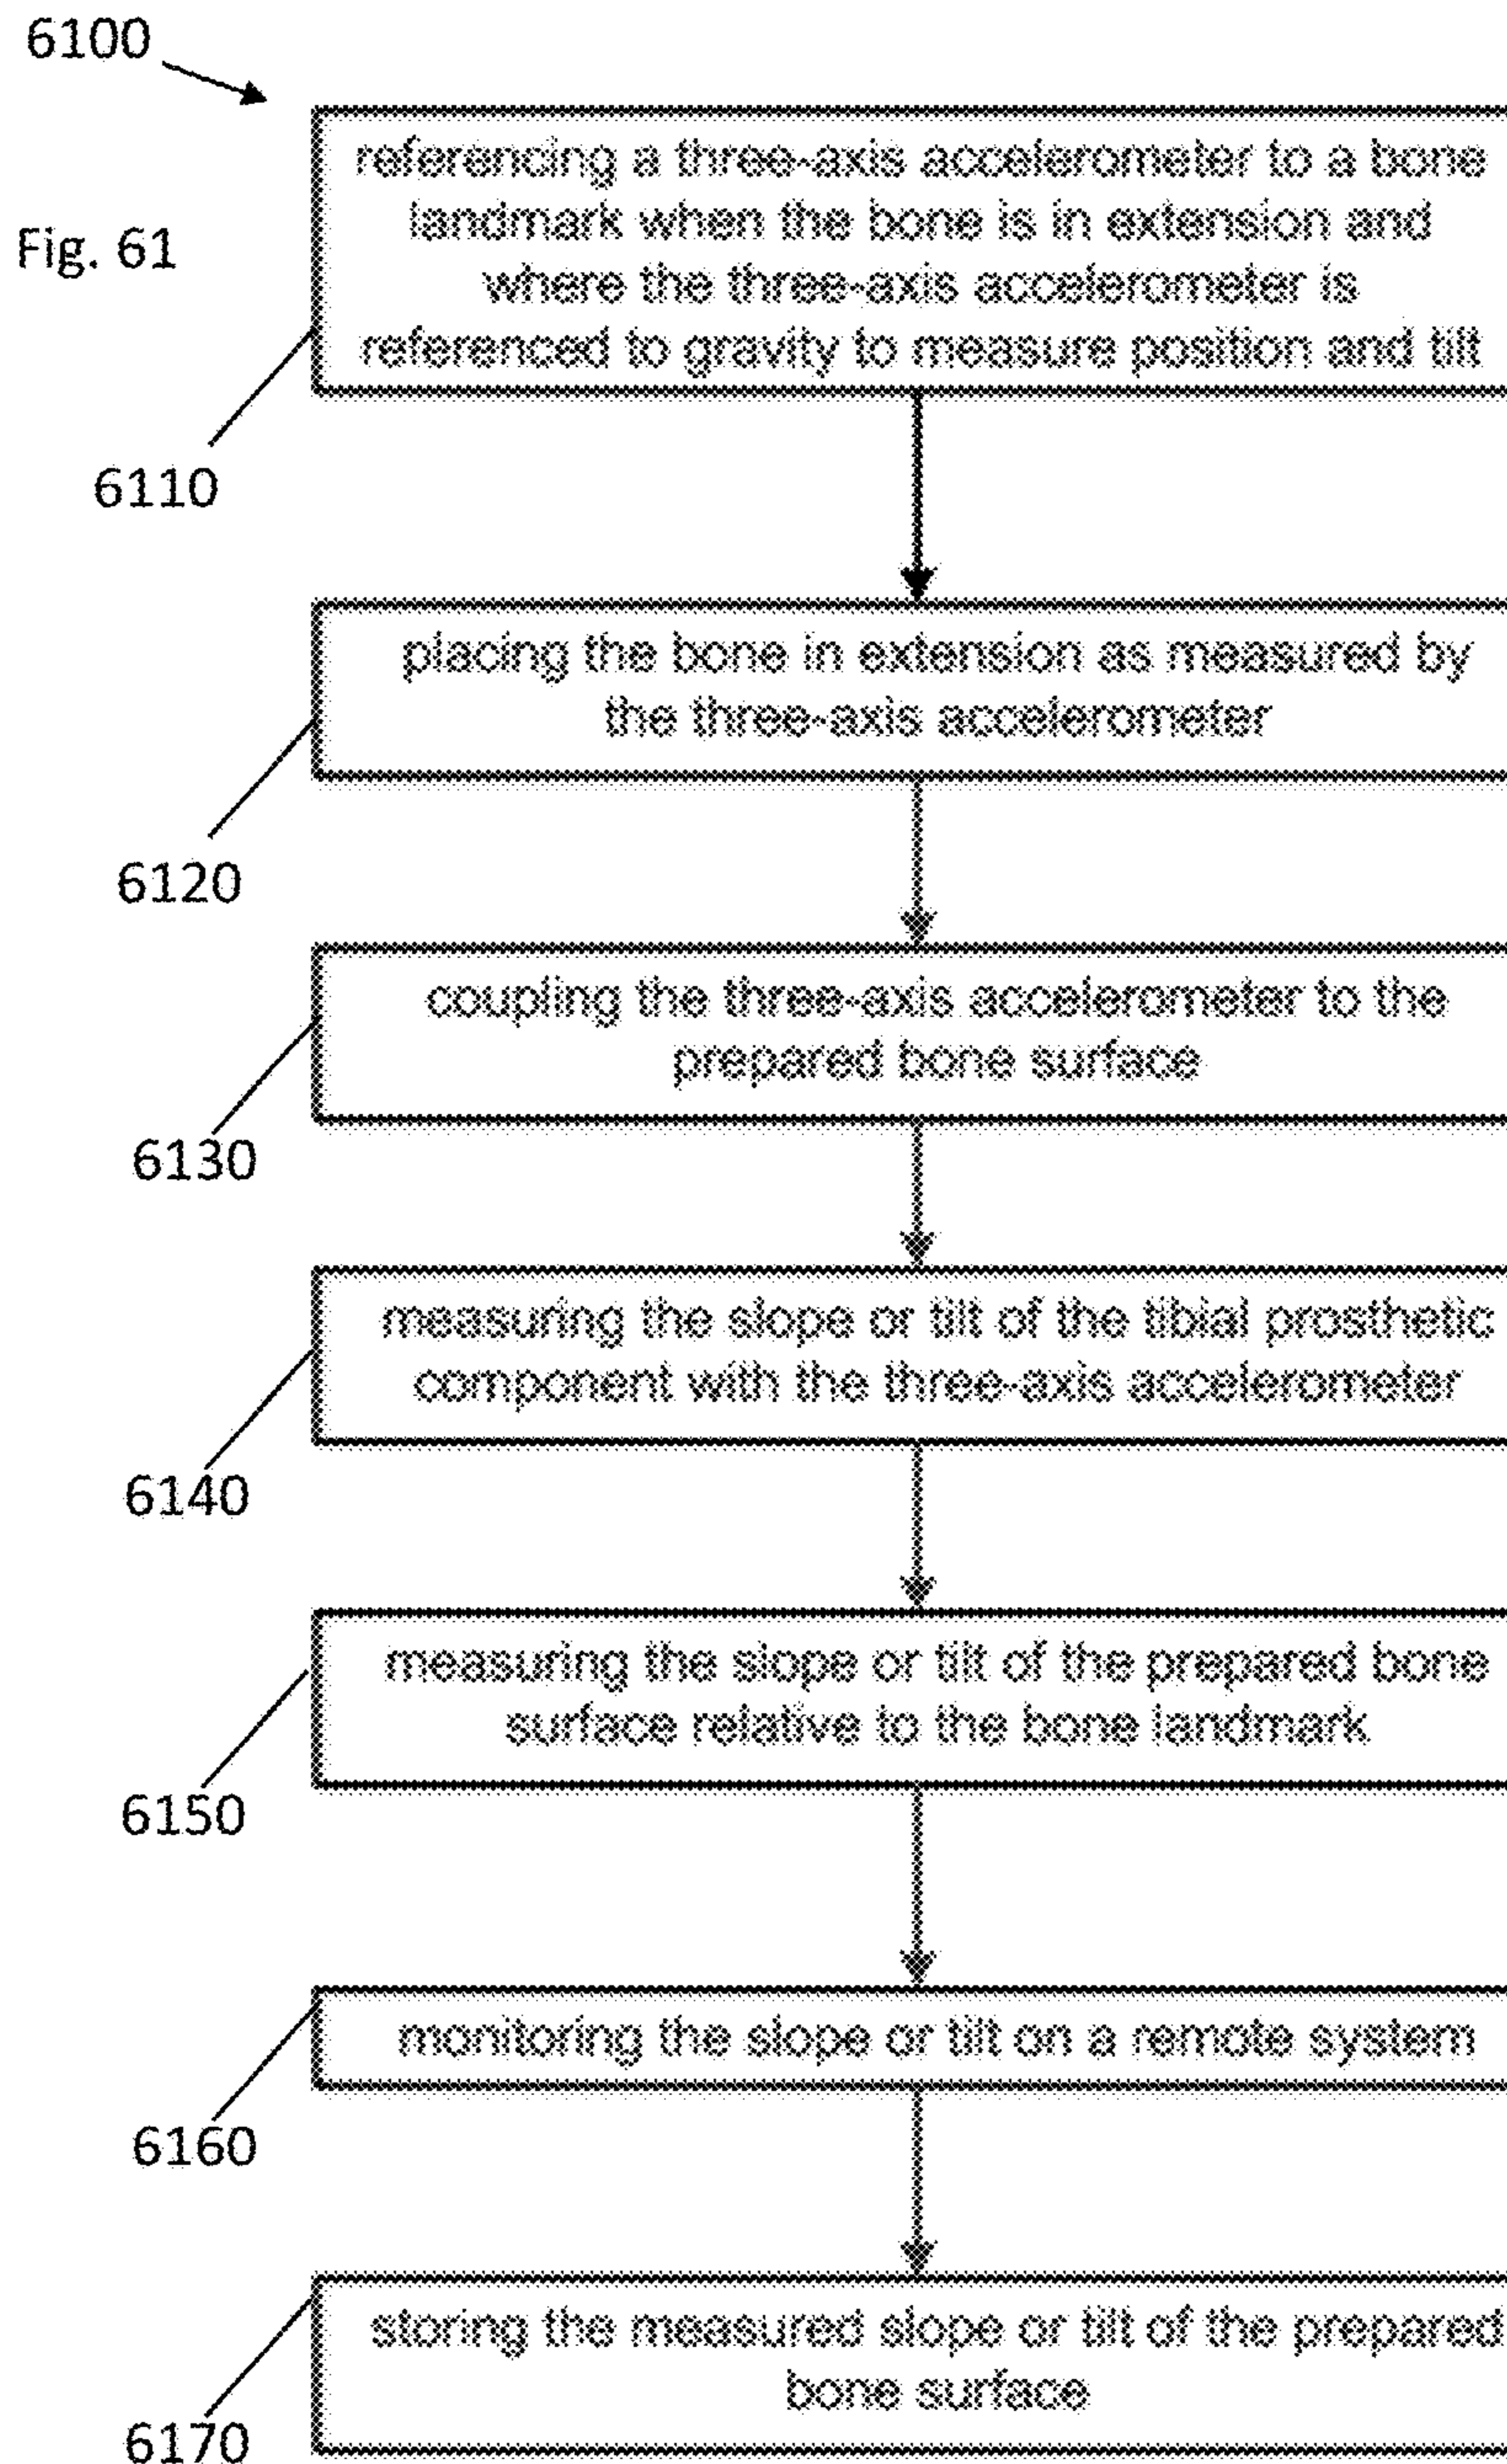 6100
referencing a three-axis accelerometer to a bone
landmark when the bone is in extension and
where the three-axis accelerometer is
referenced to gravity to measure position and tilt
Fig. 61
6110
placing the bone in extension as measured by
the three-axis accelerometer
6120
coupling the three-axis accelerometer to the
prepared bone surface
6130
measuring the slope or tilt of the tibial prosthetic
component with the three-axis accelerometer
6140
measuring the slope or tilt of the prepared bone
surface relative to the bone landmark
6150
monitoring the slope or tilt on a remote system
6160
storing the measured slope or tilt of the prepared
bone surface
6170